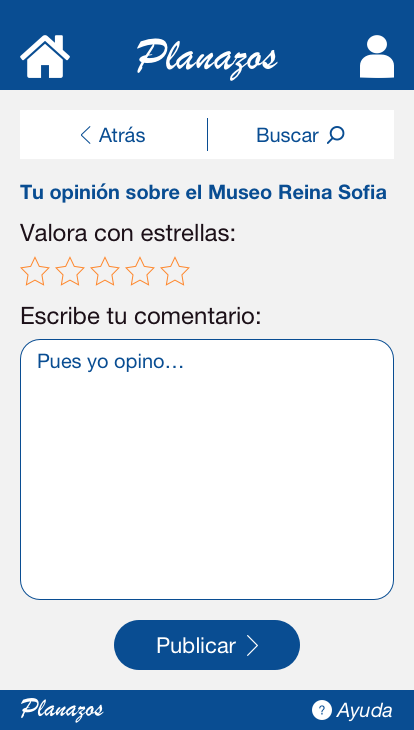 Planazos
Atrás
Buscar
Tu opinión sobre el Museo Reina Sofia
Valora con estrellas:
Escribe tu comentario:
Pues yo opino…
Publicar
Planazos
? Ayuda